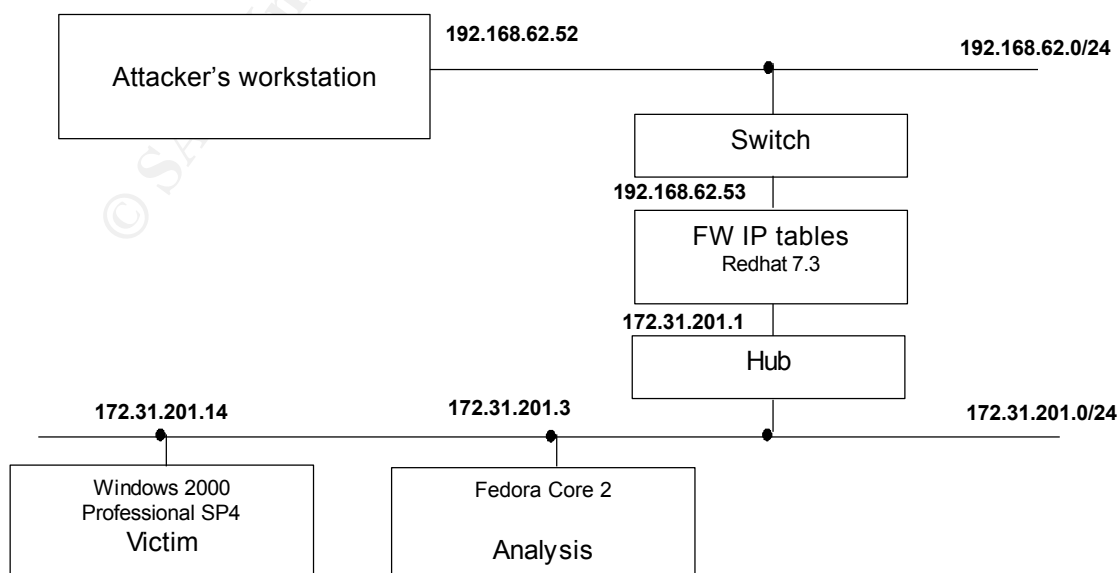 192.168.62.52
192.168.62.0/24
Attacker's workstation
Switch
192.168.62.53
FW IP tables
Redhat 7.3
172.31.201.1
Hub
172.31.201.14
172.31.201.3
172.31.201.0/24
Windows 2000
Professional SP4
Victim
Fedora Core 2
Analysis